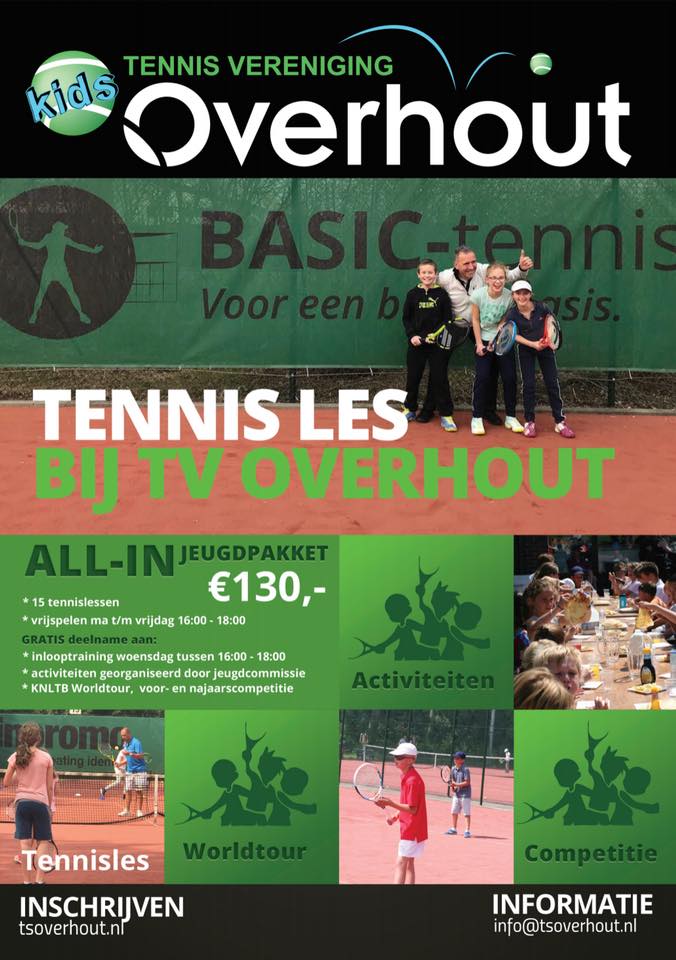 kids
TENNIS VERENIGING
Overhout
BASIC-tennis
Voor een b asis.
TENNIS LES
BIJ TV OVERHOUT
ALL-IN JEUGDPAKKET
€130,-
* 15 tennislessen
* vrijspelen ma t/m vrijdag 16:00 - 18:00
GRATIS deelname aan:
* inlooptraining woensdag tussen 16:00 - 18:00
* activiteiten georganiseerd door jeugdcommissie
* KNLTB Worldtour, voor- en najaarscompetitie
Activiteiten
Tennisles
Worldtour
Competitie
INSCHRIJVEN
tsoverhout.nl
INFORMATIE
info@tsoverhout.nl